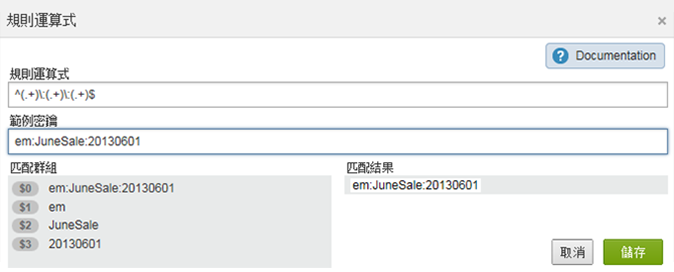 規則運算式
×
? Documentation
規則運算式
^(.+)\:(.+)\:(.+)$
範例密鑰
em:JuneSale:20130601
匹配群組
$0 em:JuneSale:20130601
$1 em
$2 JuneSale
$3 20130601
匹配結果
em:JuneSale:20130601
取消
儲存